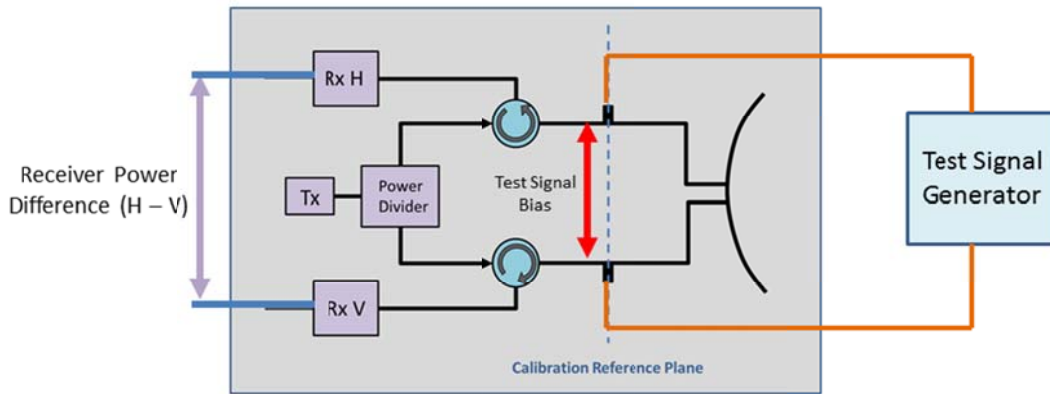 Rx H
Receiver Power
Difference (H – V)
Tx
Power
Divider
Test Signal
Bias
Test Signal
Generator
Rx V
Calibration Reference Plane